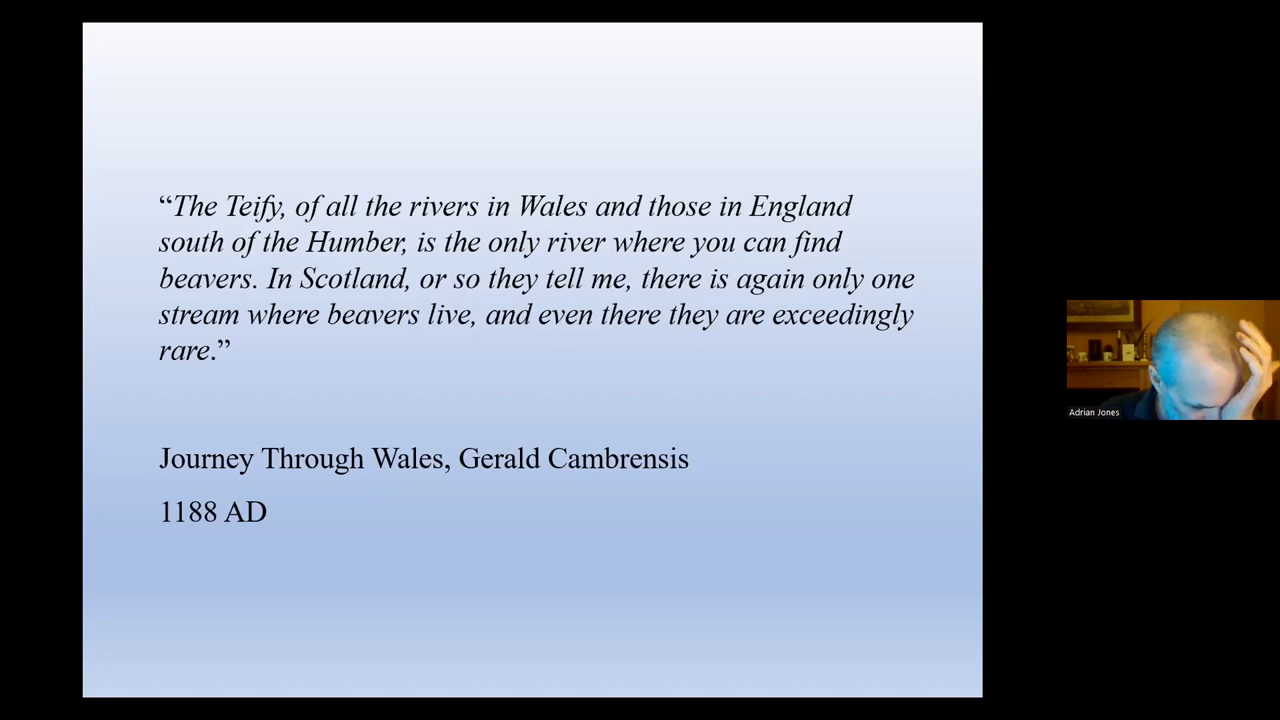 “The Teify, of all the rivers in Wales and those in England
south of the Humber, is the only river where you can find
beavers. In Scotland, or so they tell me, there is again only one
stream where beavers live, and even there they are exceedingly
rare.”
Journey Through Wales, Gerald Cambrensis
1188 AD
Adrian Jones